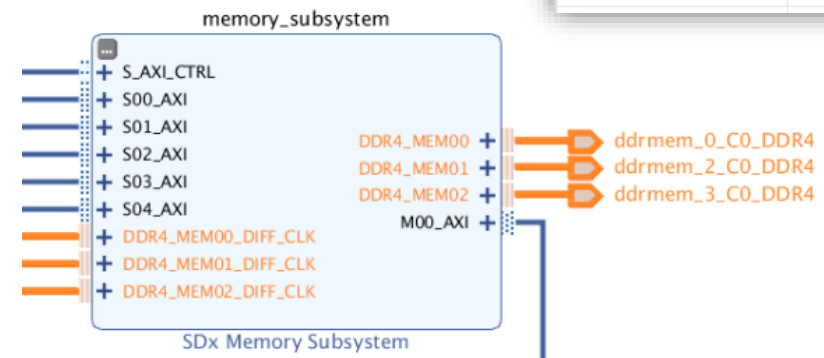 memory_subsystem
...
S_AXI_CTRL
S00_AXI
S01_AXI
S02_AXI
S03_AXI
S04_AXI
DDR4_MEM00_DIFF_CLK
DDR4_MEM01_DIFF_CLK
DDR4_MEM02_DIFF_CLK
DDR4_MEM00
DDR4_MEM01
DDR4_MEM02
M00_AXI
ddrmem_0_C0_DDR4
ddrmem_2_C0_DDR4
ddrmem_3_C0_DDR4
SDx Memory Subsystem